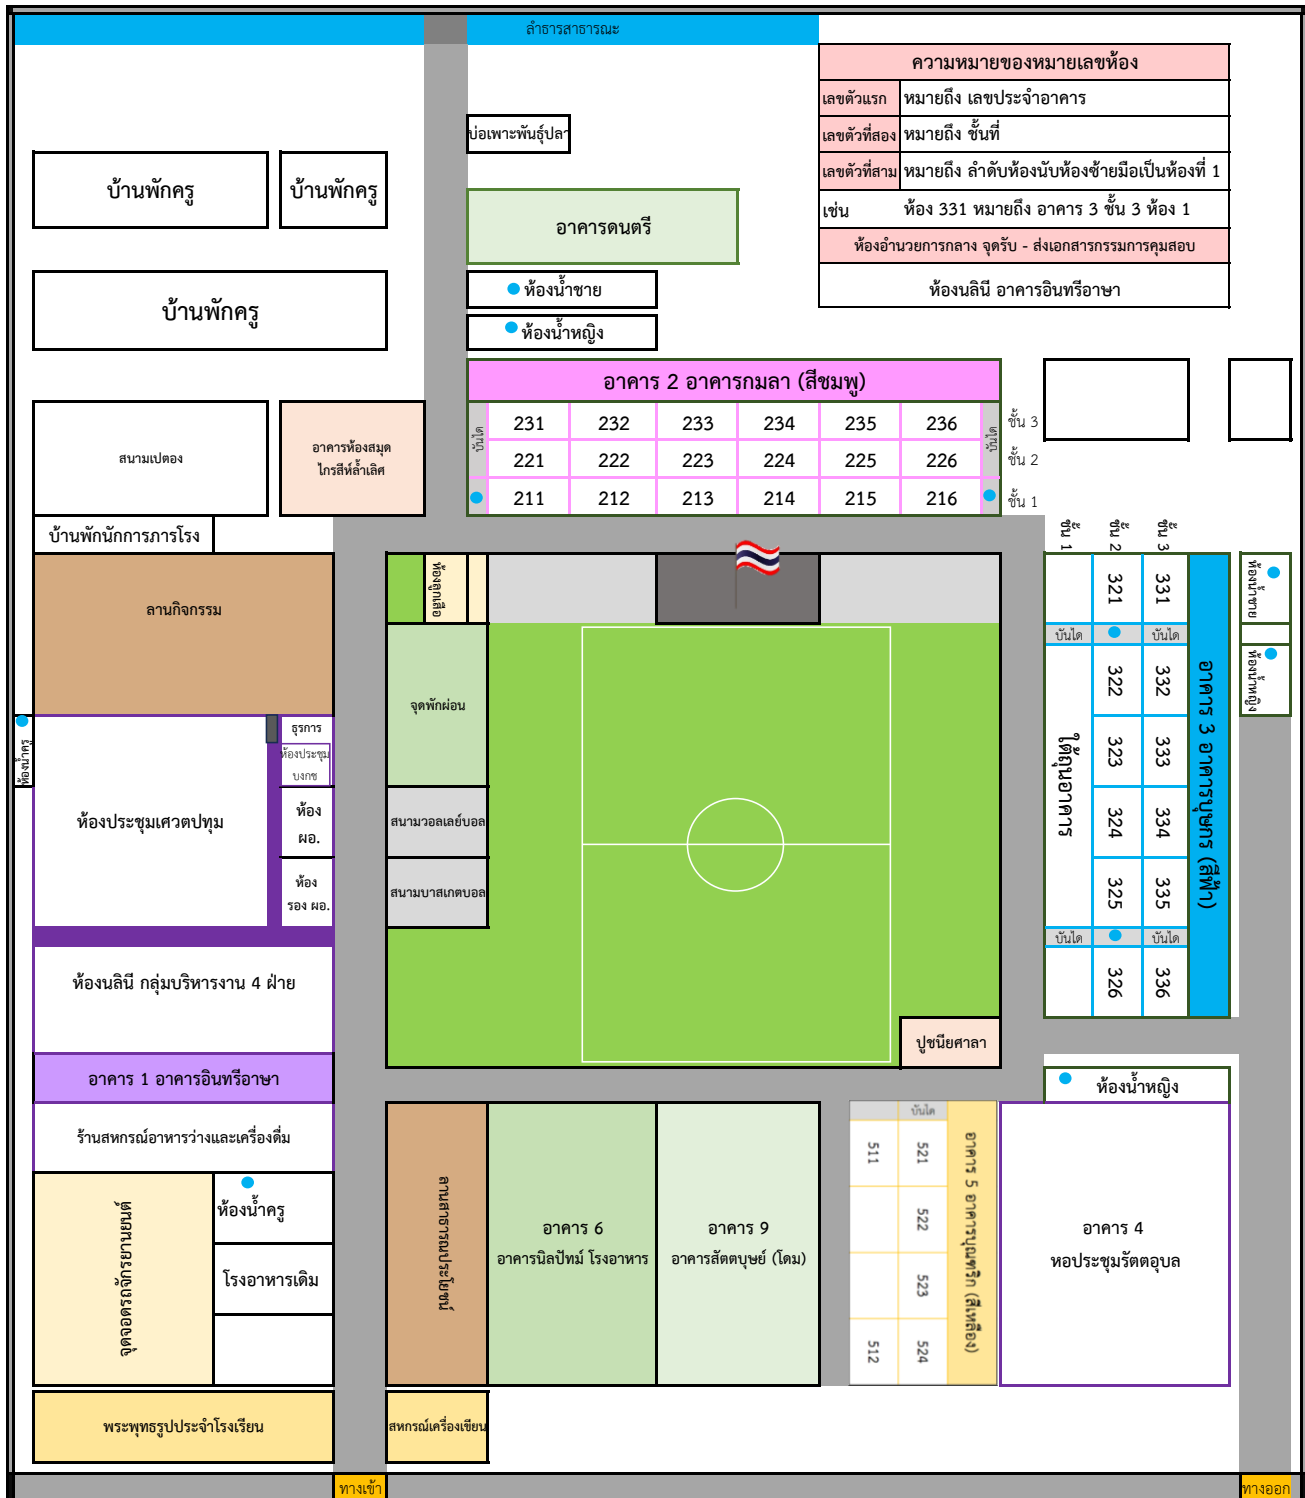 ลำธารสาธารณะ
ความหมายของหมายเลขห้อง
เลขตัวแรก หมายถึง เลขประจำอาคาร
เลขตัวที่สอง หมายถึง ชั้นที่
เลขตัวที่สาม หมายถึง ลำดับห้องนับห้องซ้ายมือเป็นห้องที่ 1
เช่น ห้อง 331 หมายถึง อาคาร 3 ชั้น 3 ห้อง 1
ห้องอำนวยการกลาง จุดรับ - ส่งเอกสารกรรมการคุมสอบ
ห้องนลินี อาคารอินทรีอาษา
บ่อเพาะพันธุ์ปลา
บ้านพักครู
บ้านพักครู
อาคารดนตรี
บ้านพักครู
ห้องน้ำชาย
ห้องน้ำหญิง
อาคาร 2 อาคารกมลา (สีชมพู)
บันได 231 232 233 234 235 236 บันได ชั้น 3
221 222 223 224 225 226 ชั้น 2
211 212 213 214 215 216 ชั้น 1
สนามเปตอง
อาคารห้องสมุด
ไกรสีห์ล้ำเลิศ
บ้านพักนักการภารโรง
ลานกิจกรรม
ห้องลูกเสือ
จุดพักผ่อน
สนามวอลเลย์บอล
สนามบาสเกตบอล
ปูชนียศาลา
ชั้น 1 ชั้น 2 ชั้น 3
321 331
บันได บันได
322 332
323 333
324 334
325 335
บันได บันได
326 336
ใต้ถุนอาคาร
อาคาร 3 อาคารบุษกร (สีฟ้า)
ห้องน้ำชาย
ห้องน้ำหญิง
ห้องน้ำครู
ห้องประชุมเศวตปทุม
ธุรการ
ห้องประชุม
บงกช
ห้อง
ผอ.
ห้อง
รอง ผอ.
ห้องนลินี กลุ่มบริหารงาน 4 ฝ่าย
อาคาร 1 อาคารอินทรีอาษา
ร้านสหกรณ์อาหารว่างและเครื่องดื่ม
จุดจอดรถจักรยานยนต์
ห้องน้ำครู
โรงอาหารเดิม
พระพุทธรูปประจำโรงเรียน
ลานสาธารณประโยชน์
อาคาร 6
อาคารนิลปัทม์ โรงอาหาร
อาคาร 9
อาคารสัตตบุษย์ (โดม)
บันได
511 521
522
523
512 524
อาคาร 5 อาคารบุณฑริก (สีเหลือง)
ห้องน้ำหญิง
อาคาร 4
หอประชุมรัตตอุบล
สหกรณ์เครื่องเขียน
ทางเข้า
ทางออก